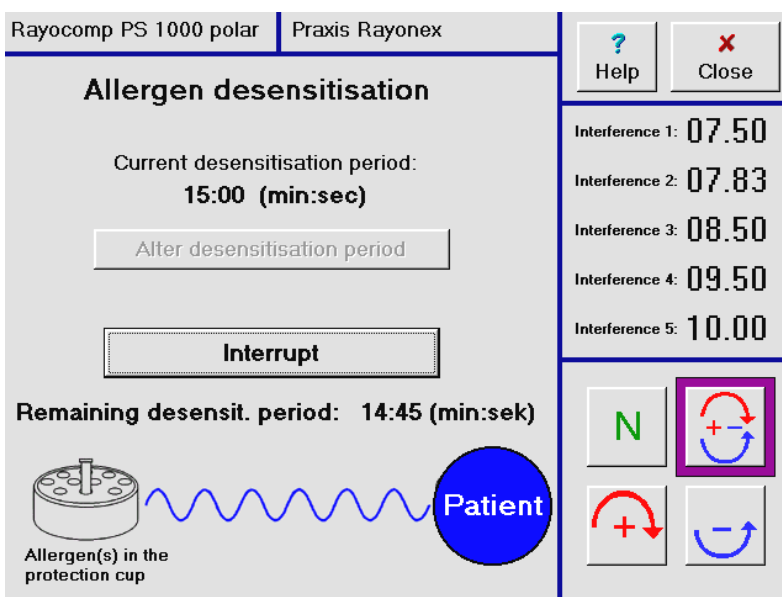 Rayocomp PS 1000 polar
Praxis Rayonex
? Help
✗ Close
Allergen desensitisation
Current desensitisation period:
15:00 (min:sec)
Alter desensitisation period
Interrupt
Remaining desensit. period: 14:45 (min:sek)
Patient
Allergen(s) in the
protection cup
Interference 1: 07.50
Interference 2: 07.83
Interference 3: 08.50
Interference 4: 09.50
Interference 5: 10.00
N
+ -
+
-